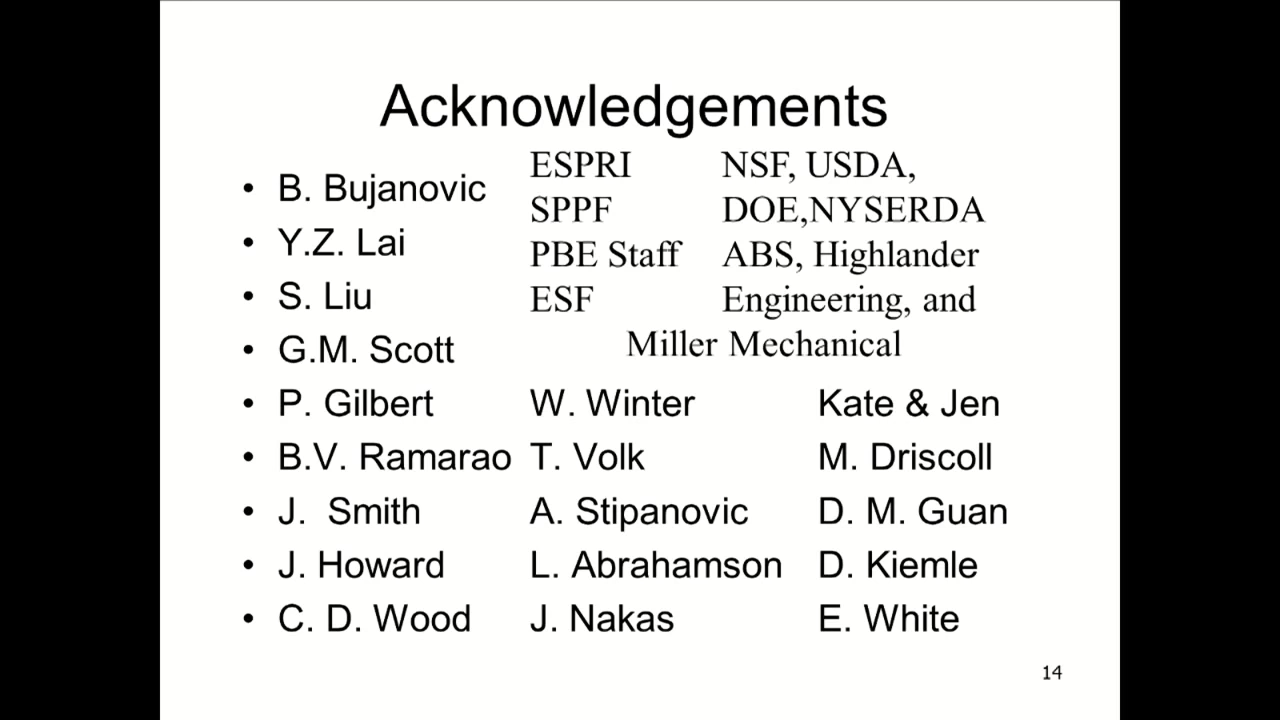 Acknowledgements
• B. Bujanovic
• Y.Z. Lai
• S. Liu
• G.M. Scott
ESPRI NSF, USDA,
SPPF DOE,NYSERDA
PBE Staff ABS, Highlander
ESF Engineering, and
Miller Mechanical
• P. Gilbert W. Winter Kate & Jen
• B.V. Ramarao T. Volk M. Driscoll
• J. Smith A. Stipanovic D. M. Guan
• J. Howard L. Abrahamson D. Kiemle
• C. D. Wood J. Nakas E. White
14